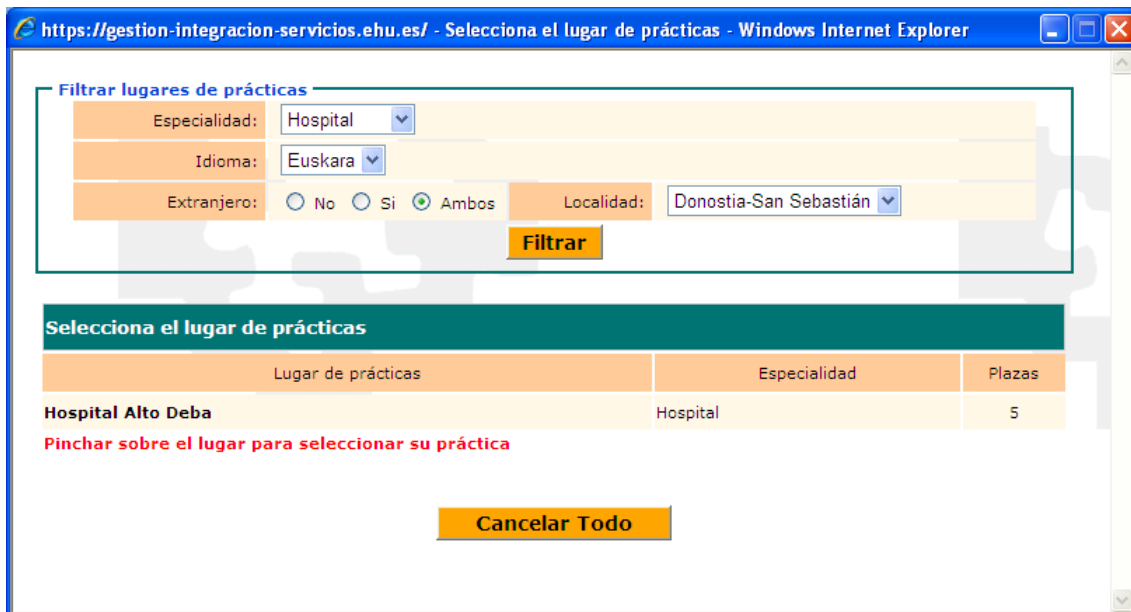 https://gestion-integracion-servicios.ehu.es/ - Selecciona el lugar de prácticas - Windows Internet Explorer
Filtrar lugares de prácticas
Especialidad: Hospital
Idioma: Euskara
Extranjero: No Si Ambos Localidad: Donostia-San Sebastián
Filtrar
Selecciona el lugar de prácticas
Lugar de prácticas Especialidad Plazas
Hospital Alto Deba Hospital 5
Pinchar sobre el lugar para seleccionar su práctica
Cancelar Todo